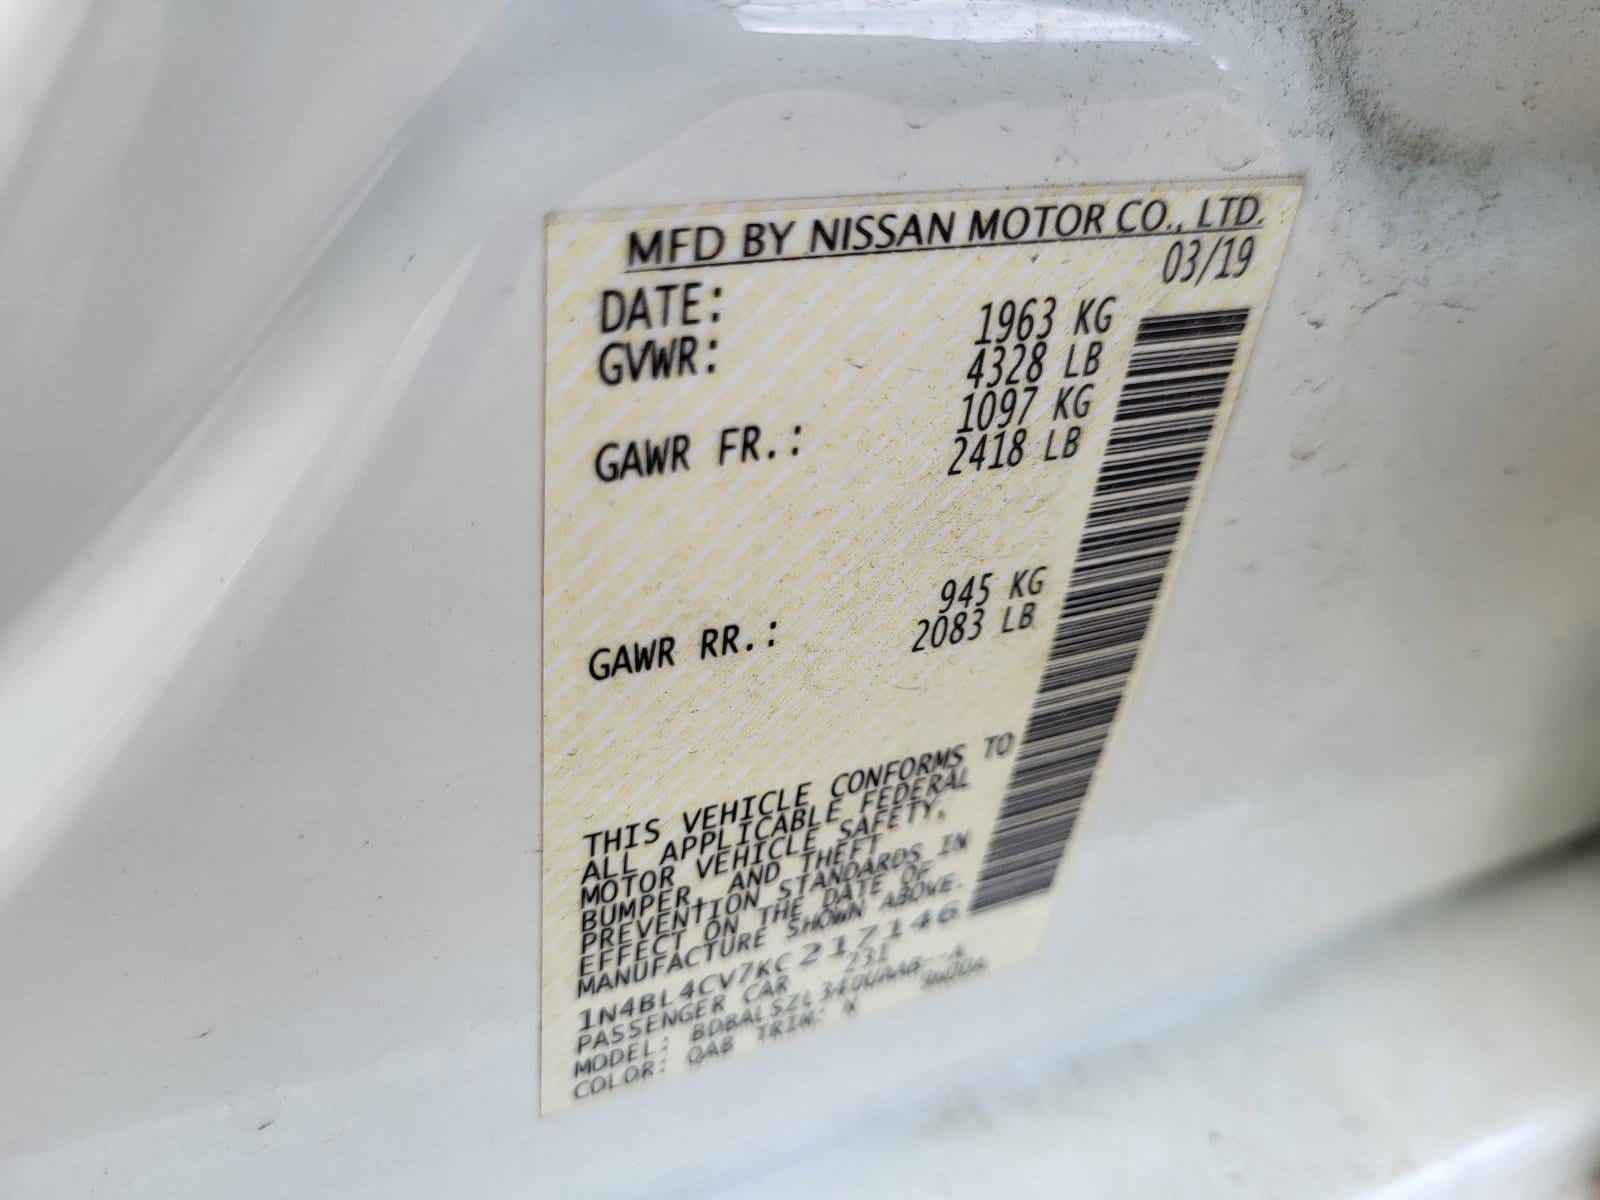 MFD BY NISSAN MOTOR CO., LTD.
DATE: 03/19
GVWR: 1963 KG
4328 LB
GAWR FR.: 1097 KG
2418 LB
GAWR RR.: 945 KG
2083 LB
THIS VEHICLE CONFORMS TO
ALL APPLICABLE FEDERAL
MOTOR VEHICLE SAFETY,
BUMPER, AND THEFT
PREVENTION STANDARDS IN
EFFECT ON THE DATE OF
MANUFACTURE SHOWN ABOVE.
1N4BL4CV7KC217146
PASSENGER CAR 231
MODEL:
COLOR: QAB TRIM: